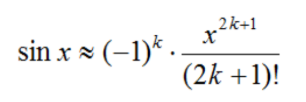 sin x ≈ (−1)^k · x^{2k+1} / (2k +1)!